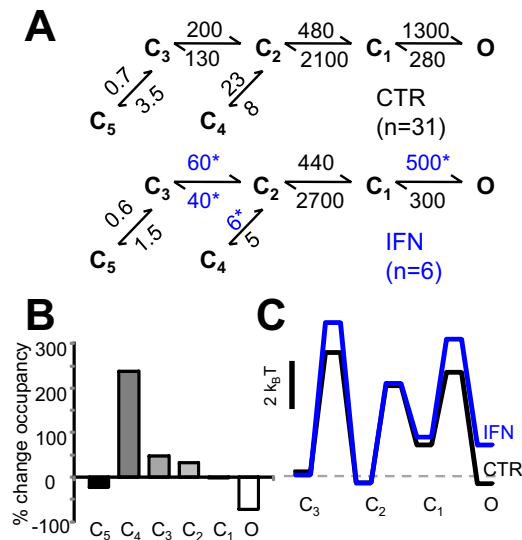 A
200 480 1300
C3 C2 C1 O
130 2100 280
0.7 3.5 23 8
C5 C4
CTR
(n=31)
60* 440 500*
C3 C2 C1 O
40* 2700 300
0.6 1.5 6* 5
C5 C4
IFN
(n=6)
B
% change occupancy
300
200
100
0
-100
C5 C4 C3 C2 C1 O
C
2 kBT
IFN
CTR
C3 C2 C1 O